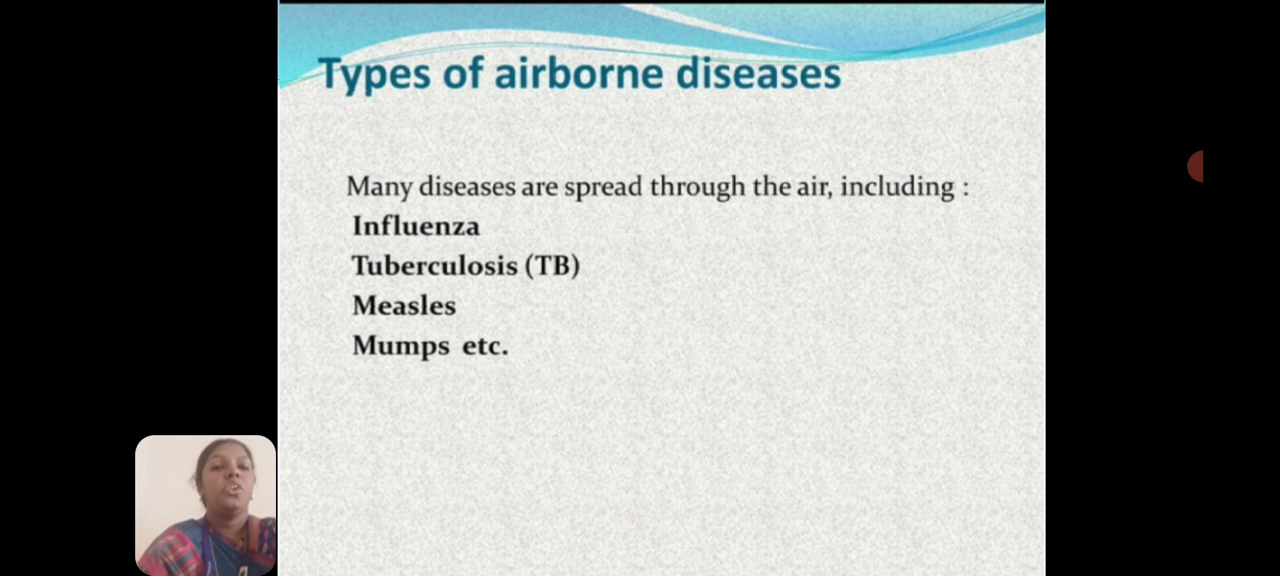 Types of airborne diseases
Many diseases are spread through the air, including :
Influenza
Tuberculosis (TB)
Measles
Mumps etc.